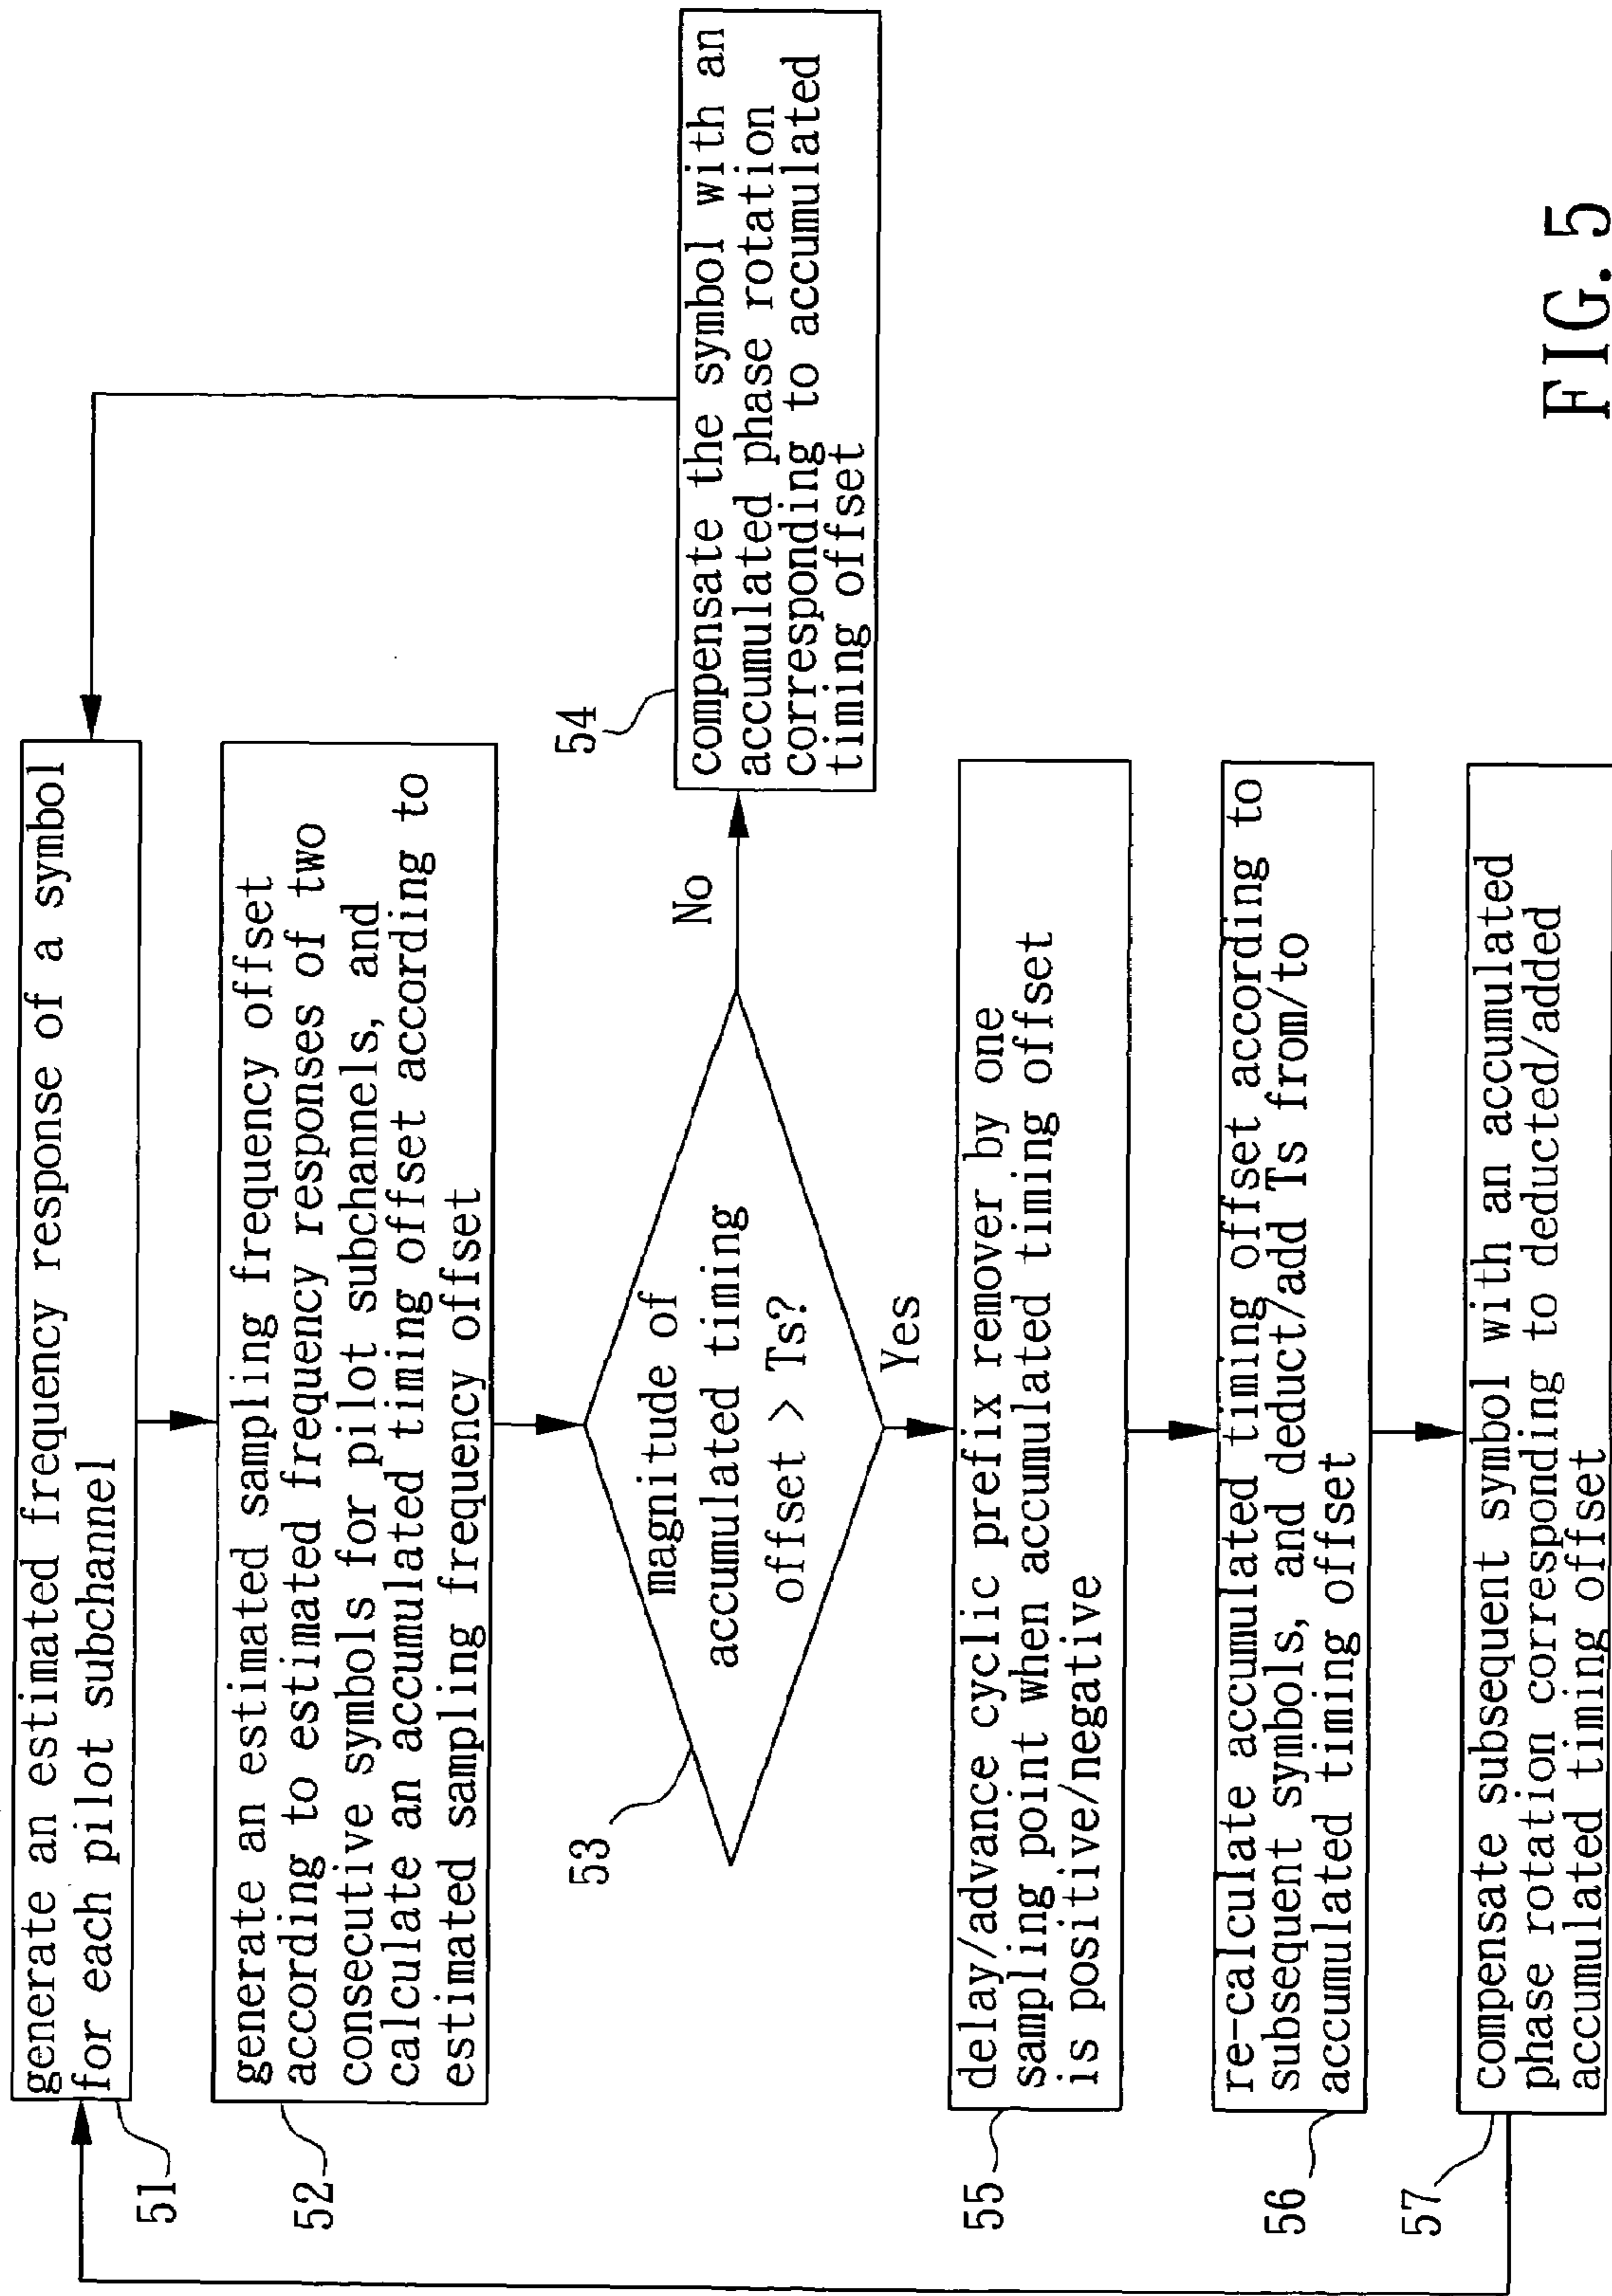 generate an estimated frequency response of a symbol
for each pilot subchannel
51
generate an estimated sampling frequency offset
according to estimated frequency responses of two
consecutive symbols for pilot subchannels, and
calculate an accumulated timing offset according to
estimated sampling frequency offset
52
magnitude of
accumulated timing
offset > Ts?
53
No
Yes
54
compensate the symbol with an
accumulated phase rotation
corresponding to accumulated
timing offset
delay/advance cyclic prefix remover by one
sampling point when accumulated timing offset
is positive/negative
55
re-calculate accumulated timing offset according to
subsequent symbols, and deduct/add Ts from/to
accumulated timing offset
56
compensate subsequent symbol with an accumulated
phase rotation corresponding to deducted/added
accumulated timing offset
57
FIG.5